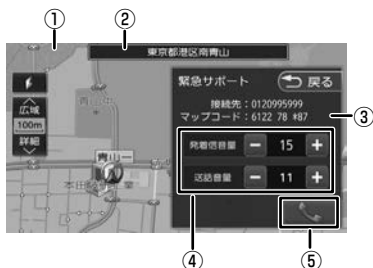 ① ②
東京都港区南青山
緊急サポート
戻る
広域
100m
詳細
接続先：0120995999
マップコード：6122 78 *87
③
発着信音量 － 15 ＋
送話音量 － 11 ＋
青山一
④ ⑤